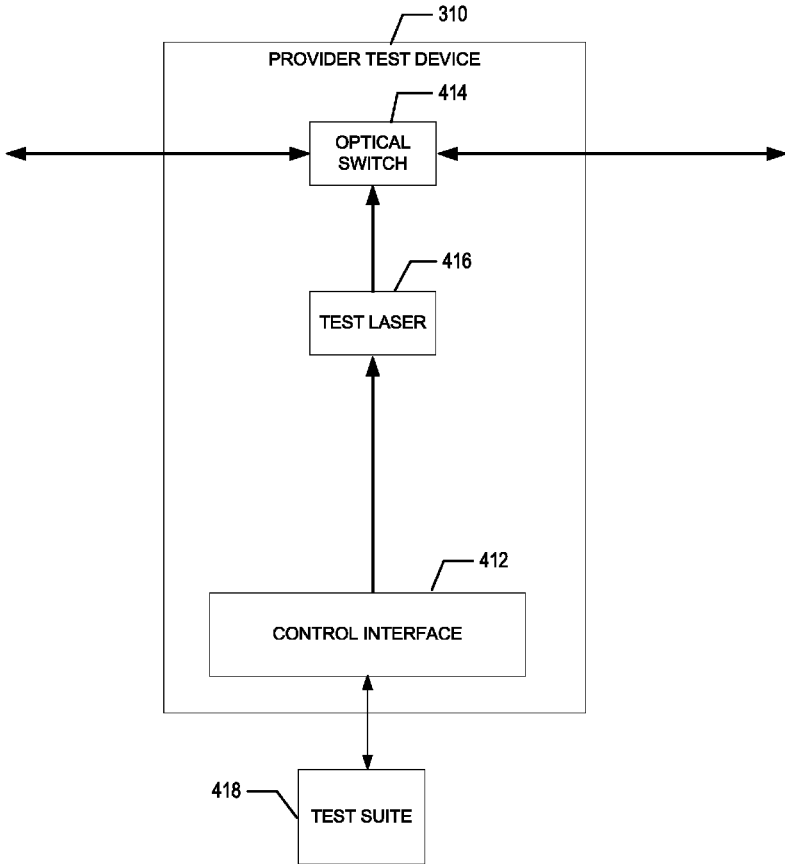 310
PROVIDER TEST DEVICE
414
OPTICAL
SWITCH
416
TEST LASER
412
CONTROL INTERFACE
418
TEST SUITE